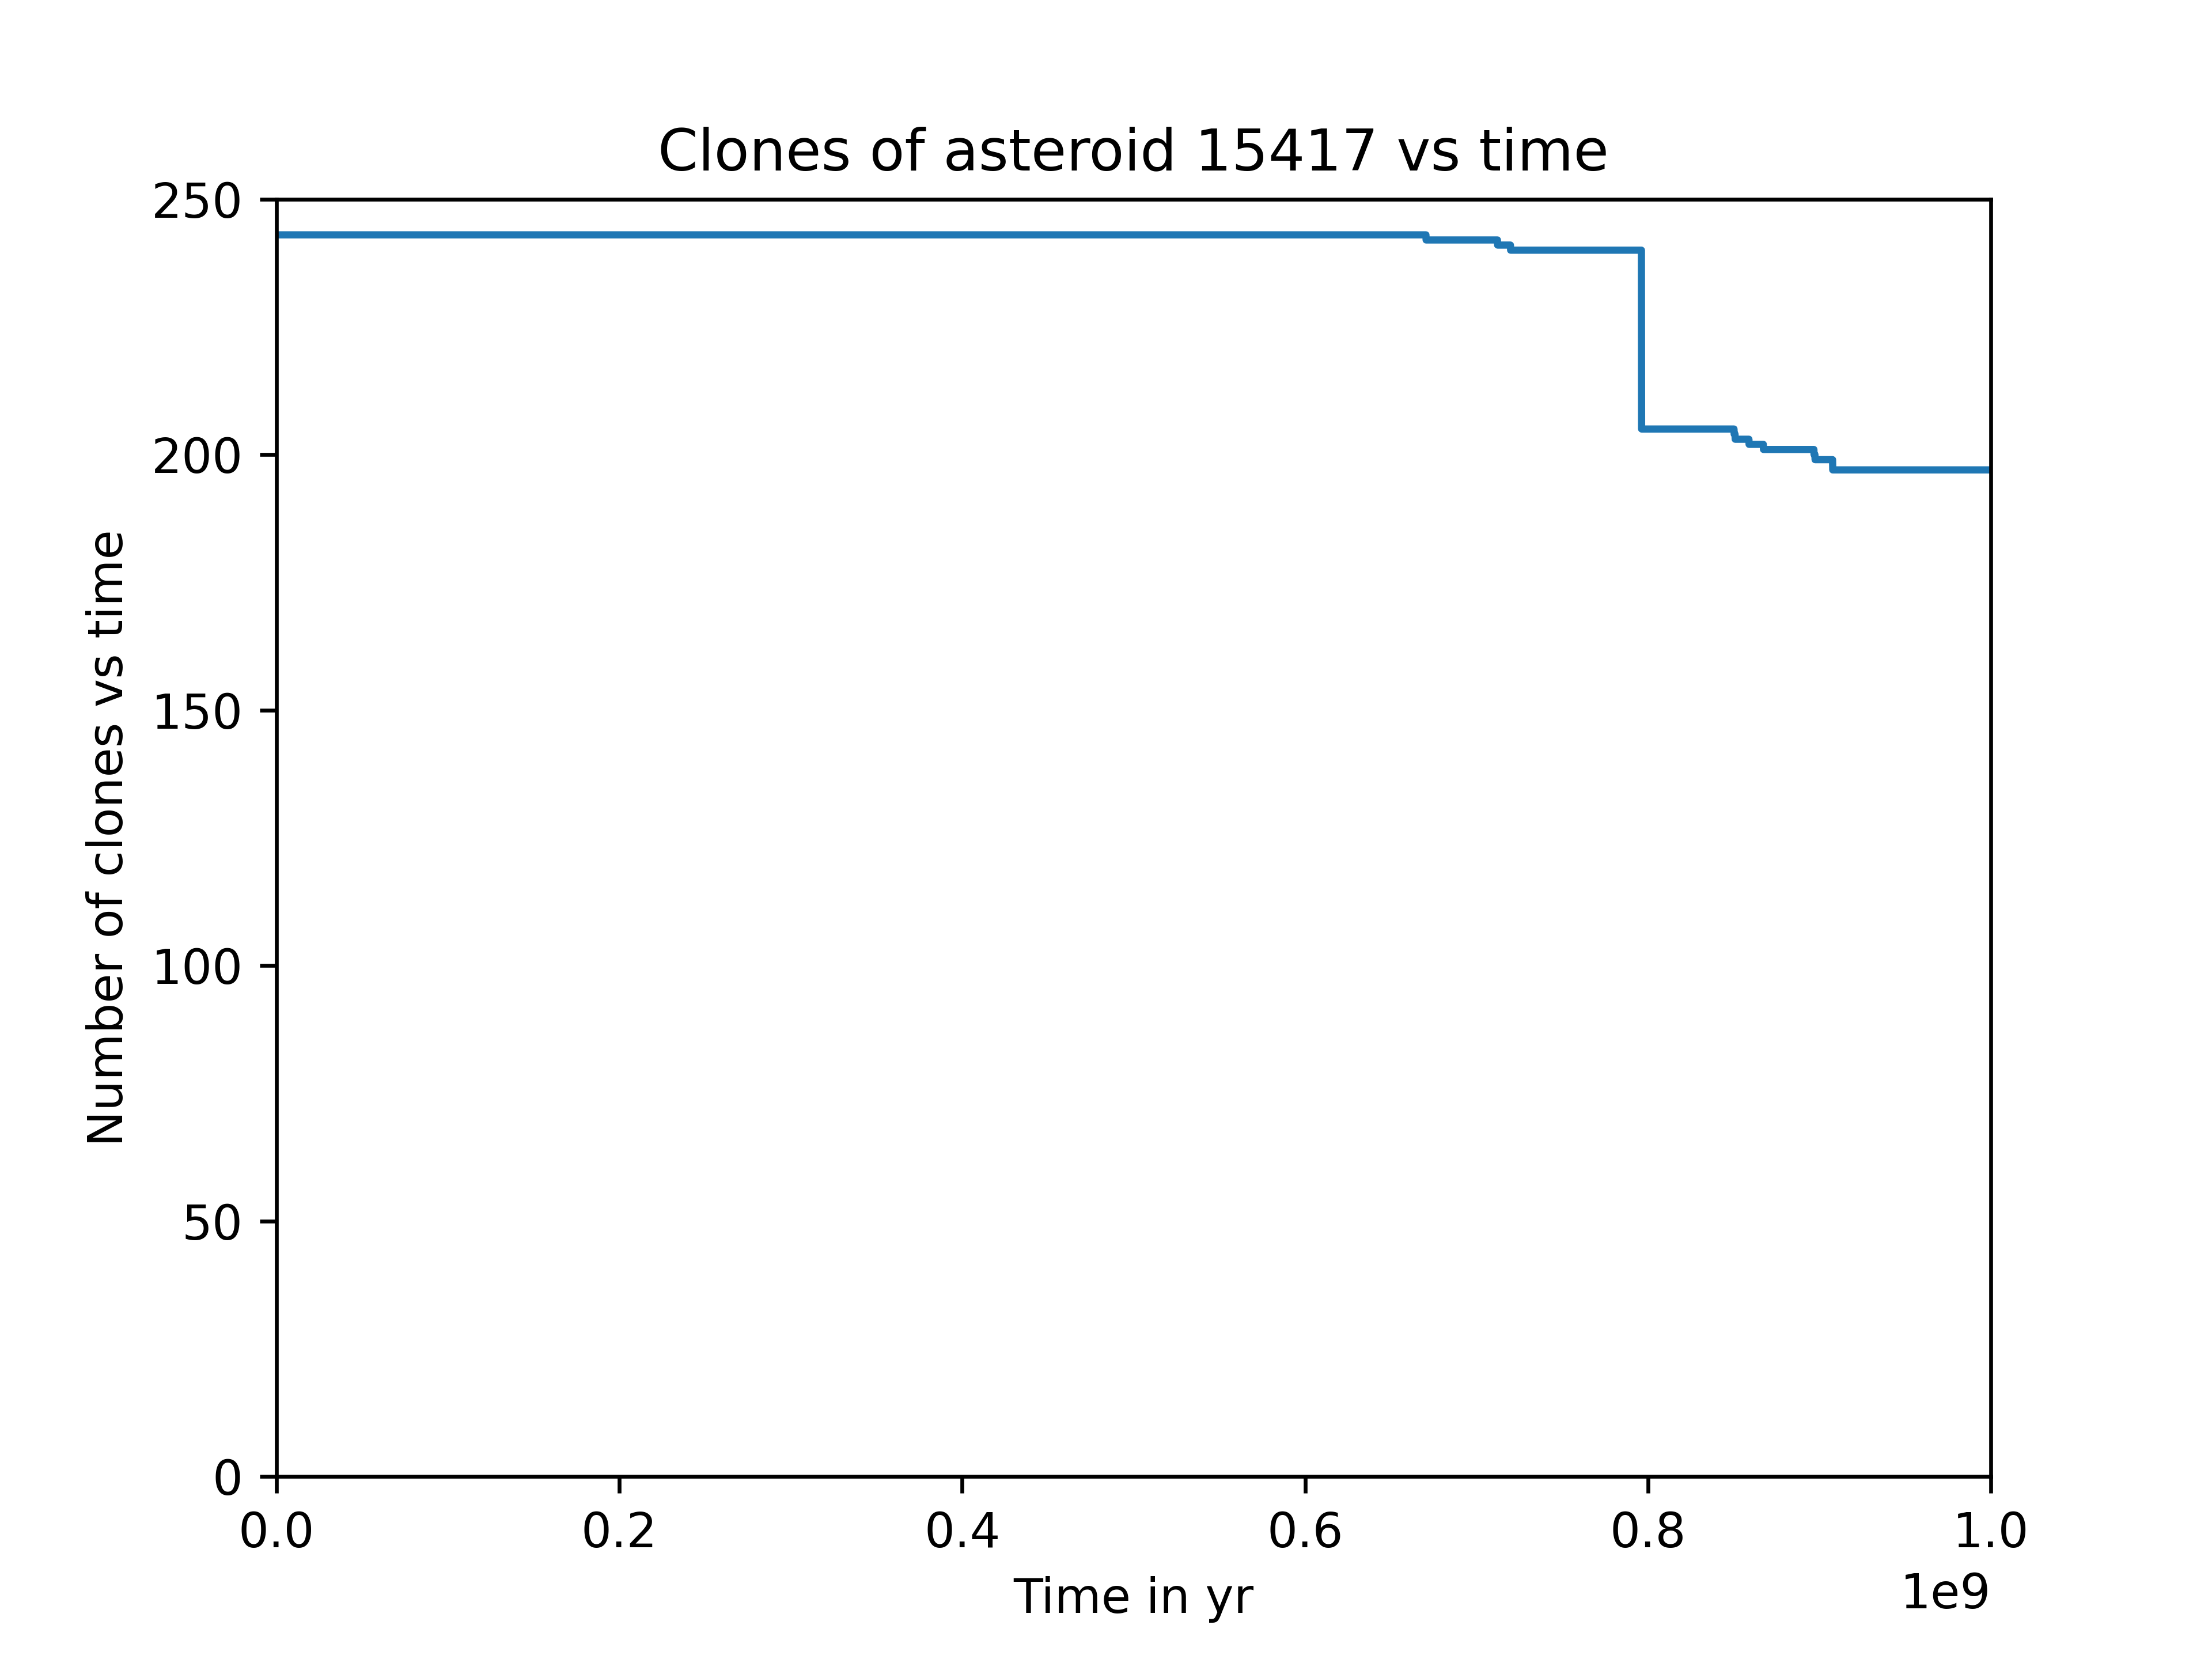 Clones of asteroid 15417 vs time
250
200
150
100
50
0
Number of clones vs time
0.0 0.2 0.4 0.6 0.8 1.0
Time in yr
1e9